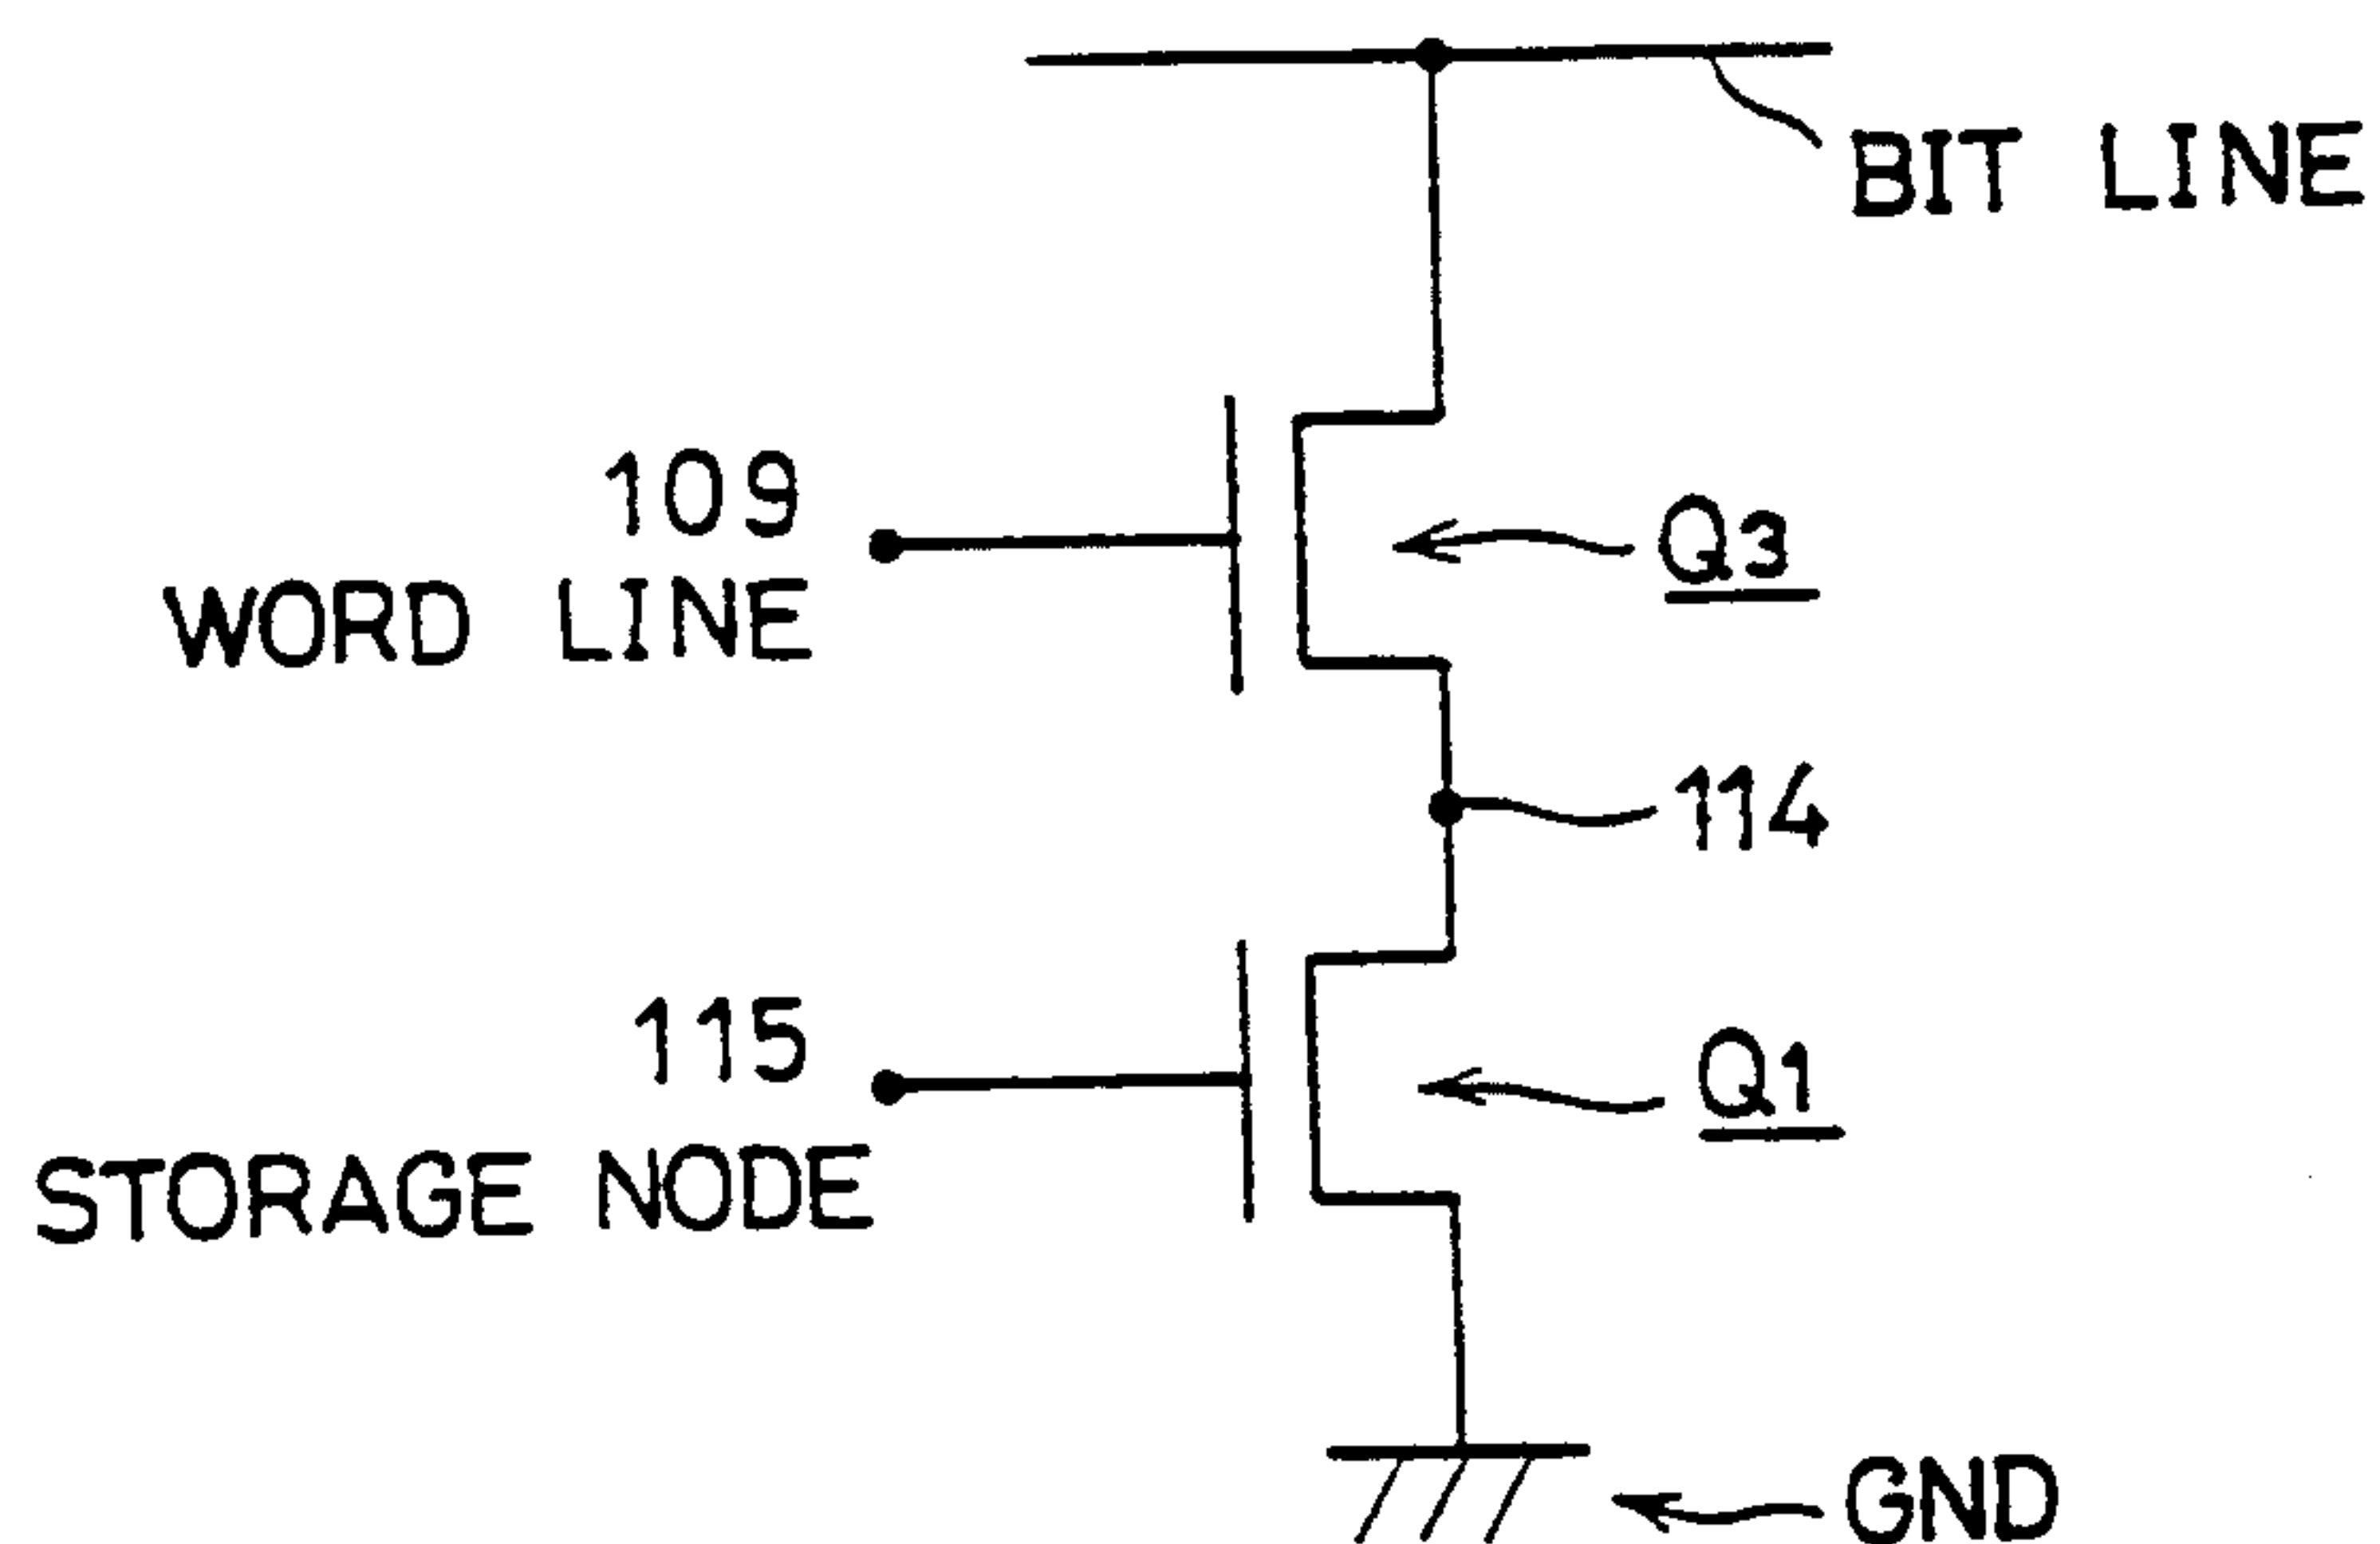 BIT LINE
109
WORD LINE
Q3
114
115
STORAGE NODE
Q1
GND